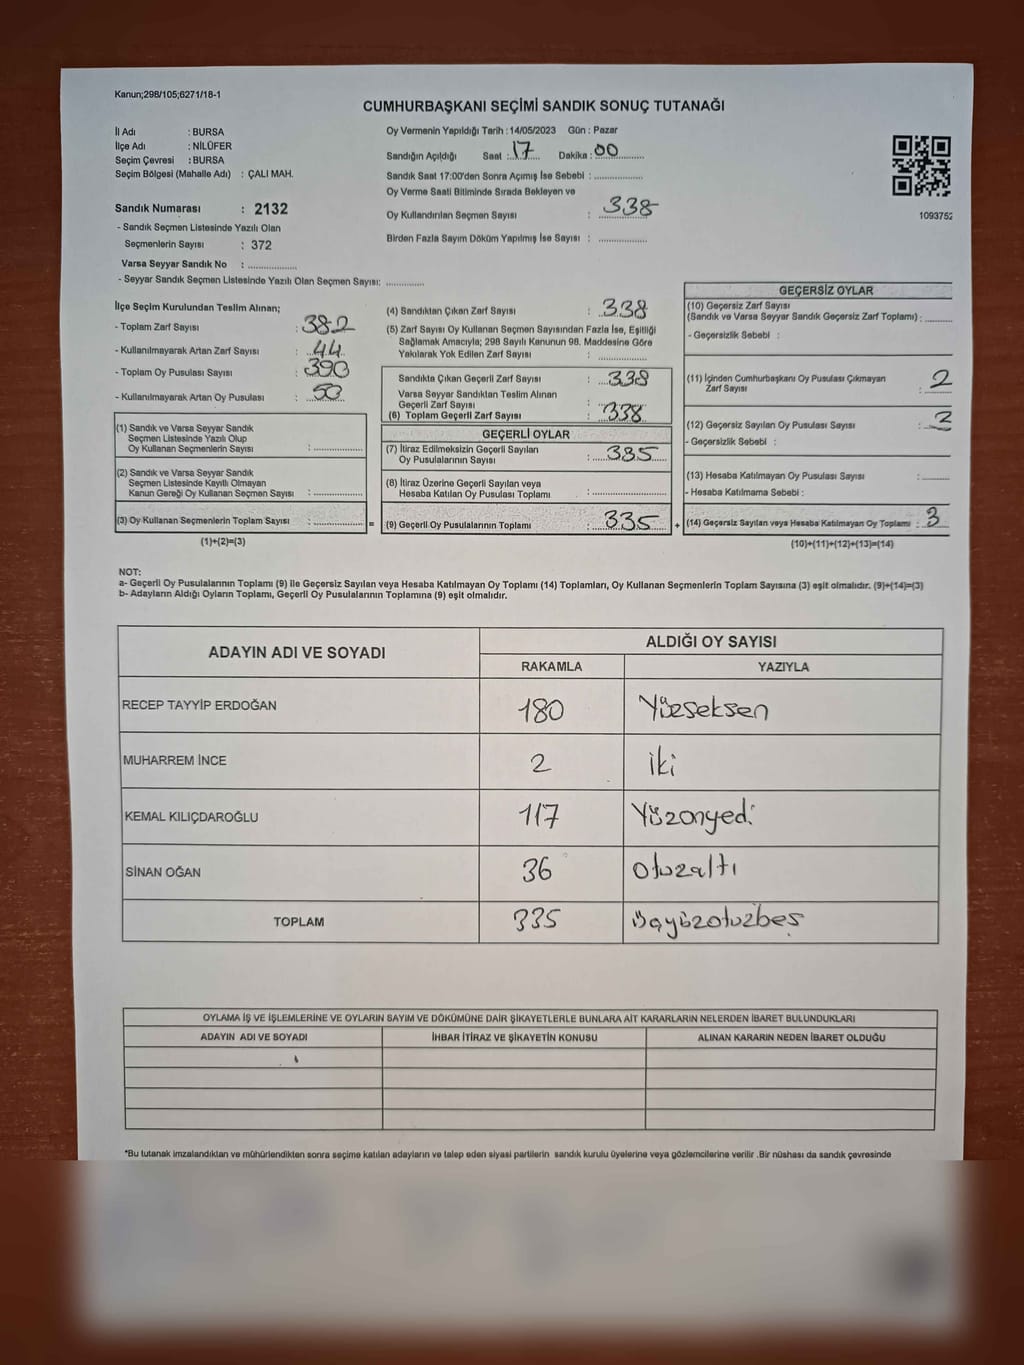 Kanun;298/105;6271/18-1
CUMHURBAŞKANI SEÇİMİ SANDIK SONUÇ TUTANAĞI
İl Adı : BURSA
İlçe Adı : NİLÜFER
Seçim Çevresi : BURSA
Seçim Bölgesi (Mahalle Adı) : ÇALI MAH.
Oy Vermenin Yapıldığı Tarih : 14/05/2023 Gün : Pazar
Sandığın Açıldığı Saat : 17 Dakika : 00
Sandık Saat 17:00'den Sonra Açımış İse Sebebi : ..............
Oy Verme Saati Bitiminde Sırada Bekleyen ve
Oy Kullandırılan Seçmen Sayısı : 338
Birden Fazla Sayım Döküm Yapılmış İse Sayısı : ..............
1093752
Sandık Numarası : 2132
- Sandık Seçmen Listesinde Yazılı Olan
Seçmenlerin Sayısı : 372
Varsa Seyyar Sandık No : ..............
- Seyyar Sandık Seçmen Listesinde Yazılı Olan Seçmen Sayısı: ..............
İlçe Seçim Kurulundan Teslim Alınan;
- Toplam Zarf Sayısı : 382
- Kullanılmayarak Artan Zarf Sayısı : 44
- Toplam Oy Pusulası Sayısı : 390
- Kullanılmayarak Artan Oy Pusulası : 50
(1) Sandık ve Varsa Seyyar Sandık
Seçmen Listesinde Yazılı Olup
Oy Kullanan Seçmenlerin Sayısı : ..............
(2) Sandık ve Varsa Seyyar Sandık
Seçmen Listesinde Kayıtlı Olmayan
Kanun Gereği Oy Kullanan Seçmen Sayısı : ..............
(3) Oy Kullanan Seçmenlerin Toplam Sayısı : .............. =
(1)+(2)=(3)
(4) Sandıktan Çıkan Zarf Sayısı : 338
(5) Zarf Sayısı Oy Kullanan Seçmen Sayısından Fazla İse, Eşitliği
Sağlamak Amacıyla; 298 Sayılı Kanunun 98. Maddesine Göre
Yakılarak Yok Edilen Zarf Sayısı : ..............
Sandıkta Çıkan Geçerli Zarf Sayısı : 338
Varsa Seyyar Sandıktan Teslim Alınan
Geçerli Zarf Sayısı : ..............
(6) Toplam Geçerli Zarf Sayısı : 338
GEÇERLİ OYLAR
(7) İtiraz Edilmeksizin Geçerli Sayılan
Oy Pusulalarının Sayısı : 335
(8) İtiraz Üzerine Geçerli Sayılan veya
Hesaba Katılan Oy Pusulası Toplamı : ..............
(9) Geçerli Oy Pusulalarının Toplamı : 335 +
GEÇERSİZ OYLAR
(10) Geçersiz Zarf Sayısı
(Sandık ve Varsa Seyyar Sandık Geçersiz Zarf Toplamı) : ........
- Geçersizlik Sebebi :
(11) İçinden Cumhurbaşkanı Oy Pusulası Çıkmayan
Zarf Sayısı : 2
(12) Geçersiz Sayılan Oy Pusulası Sayısı :
- Geçersizlik Sebebi :
(13) Hesaba Katılmayan Oy Pusulası Sayısı : ........
- Hesaba Katılmama Sebebi :
(14) Geçersiz Sayılan veya Hesaba Katılmayan Oy Toplamı : 3
(10)+(11)+(12)+(13)=(14)
NOT:
a- Geçerli Oy Pusulalarının Toplamı (9) ile Geçersiz Sayılan veya Hesaba Katılmayan Oy Toplamı (14) Toplamları, Oy Kullanan Seçmenlerin Toplam Sayısına (3) eşit olmalıdır. (9)+(14)=(3)
b- Adayların Aldığı Oyların Toplamı, Geçerli Oy Pusulalarının Toplamına (9) eşit olmalıdır.
ADAYIN ADI VE SOYADI ALDIĞI OY SAYISI
RAKAMLA YAZIYLA
RECEP TAYYİP ERDOĞAN 180 Yüzseksen
MUHARREM İNCE 2 iki
KEMAL KILIÇDAROĞLU 117 Yüzonyedi
SİNAN OĞAN 36 Otuzaltı
TOPLAM 335 Üçyüzotuzbeş
OYLAMA İŞ VE İŞLEMLERİNE VE OYLARIN SAYIM VE DÖKÜMÜNE DAİR ŞİKAYETLERLE BUNLARA AİT KARARLARIN NELERDEN İBARET BULUNDUKLARI
ADAYIN ADI VE SOYADI İHBAR İTİRAZ VE ŞİKAYETİN KONUSU ALINAN KARARIN NEDEN İBARET OLDUĞU
*Bu tutanak imzalandıktan ve mühürlendikten sonra seçime katılan adayların ve talep eden siyasi partilerin sandık kurulu üyelerine veya gözlemcilerine verilir .Bir nüshası da sandık çevresinde